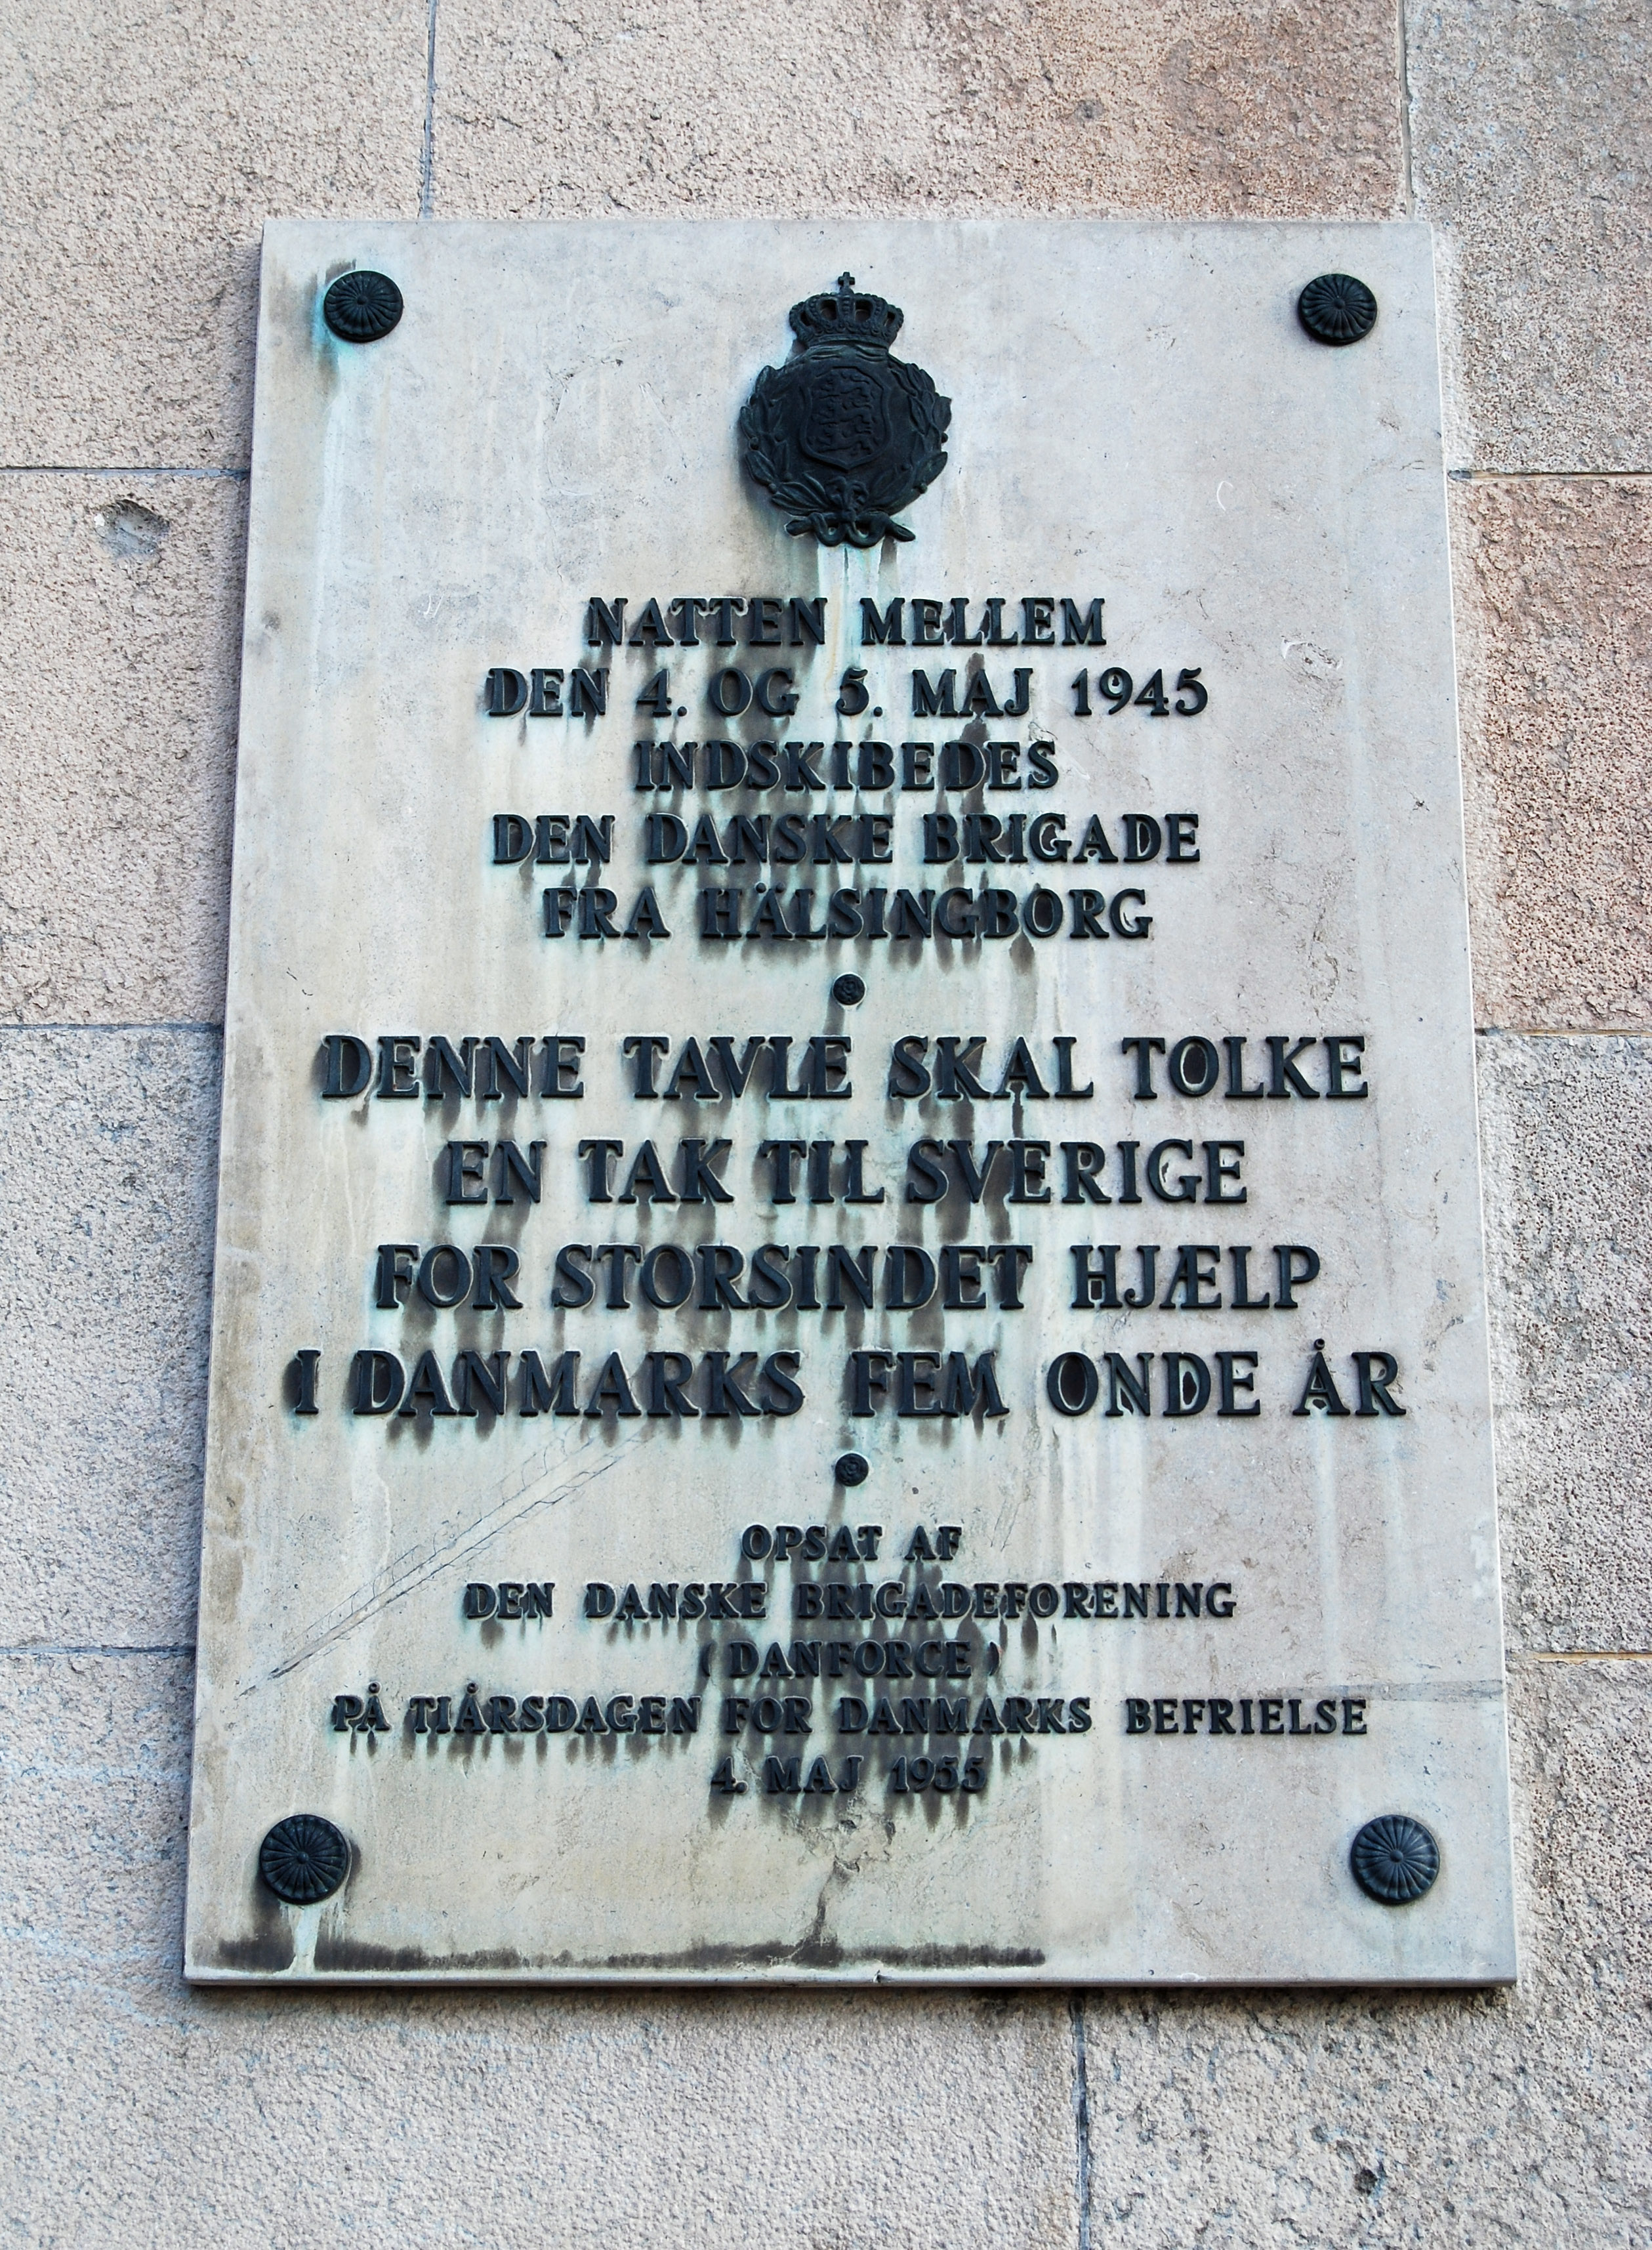 NATTEN MELLEM
DEN 4. OG 5. MAJ 1945
INDSKIBEDES
DEN DANSKE BRIGADE
FRA HÄLSINGBORG
DENNE TAVLE SKAL TOLKE
EN TAK TIL SVERIGE
FOR STORSINDET HJÆLP
I DANMARKS FEM ONDE ÅR
OPSAT AF
DEN DANSKE BRIGADEFORENING
(DANFORCE)
PÅ TIÅRSDAGEN FOR DANMARKS BEFRIELSE
4. MAJ 1955